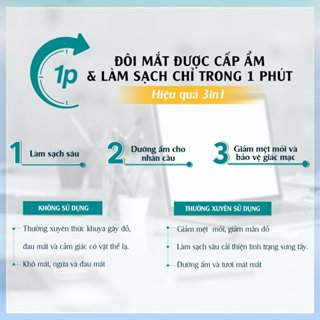 1p
ĐÔI MẮT ĐƯỢC CẤP ẨM
& LÀM SẠCH CHỈ TRONG 1 PHÚT
Hiệu quả 3in1
1 Làm sạch sâu
2 Dưỡng ẩm cho
nhãn cầu
3 Giảm mệt mỏi và
bảo vệ giác mạc
KHÔNG SỬ DỤNG
Thường xuyên thức khuya gây đỏ,
đau mắt và cảm giác có vật thể lạ.
Khô mắt, ngứa và đau mắt
THƯỜNG XUYÊN SỬ DỤNG
Giảm mệt mỏi, giảm mẩn đỏ
Làm sạch sâu cải thiện tình trạng sưng tấy.
Dưỡng ẩm và tươi mát mắt